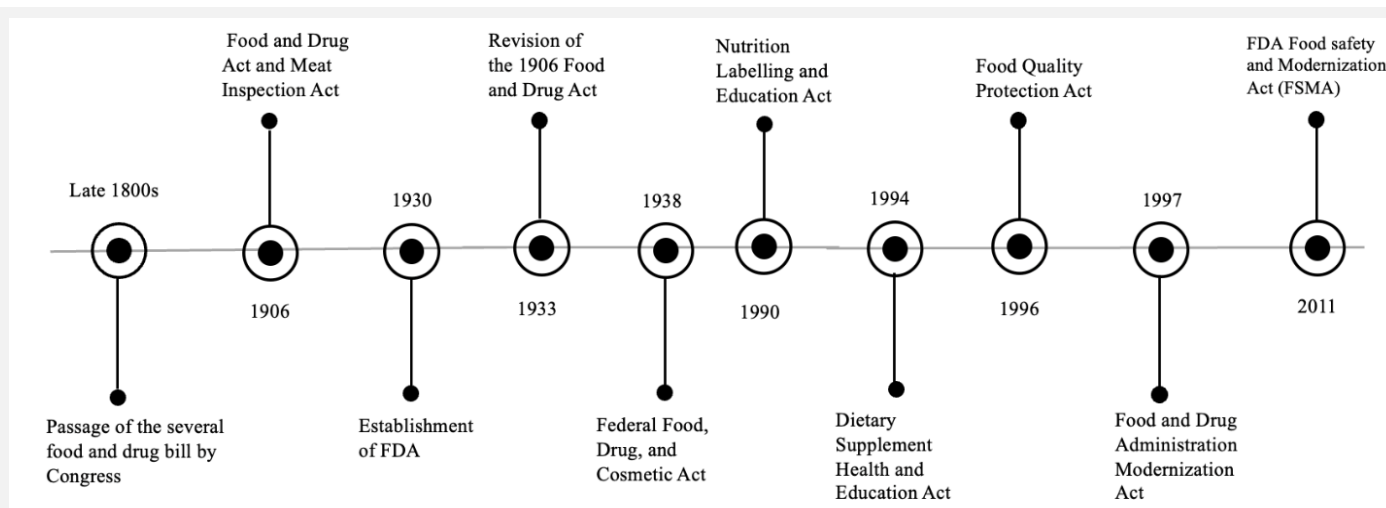 Food and Drug
Act and Meat
Inspection Act
Revision of
the 1906 Food
and Drug Act
Nutrition
Labelling and
Education Act
Food Quality
Protection Act
FDA Food safety
and Modernization
Act (FSMA)
Late 1800s
1930
1938
1994
1997
1906
1933
1990
1996
2011
Passage of the several
food and drug bill by
Congress
Establishment
of FDA
Federal Food,
Drug, and
Cosmetic Act
Dietary
Supplement
Health and
Education Act
Food and Drug
Administration
Modernization
Act